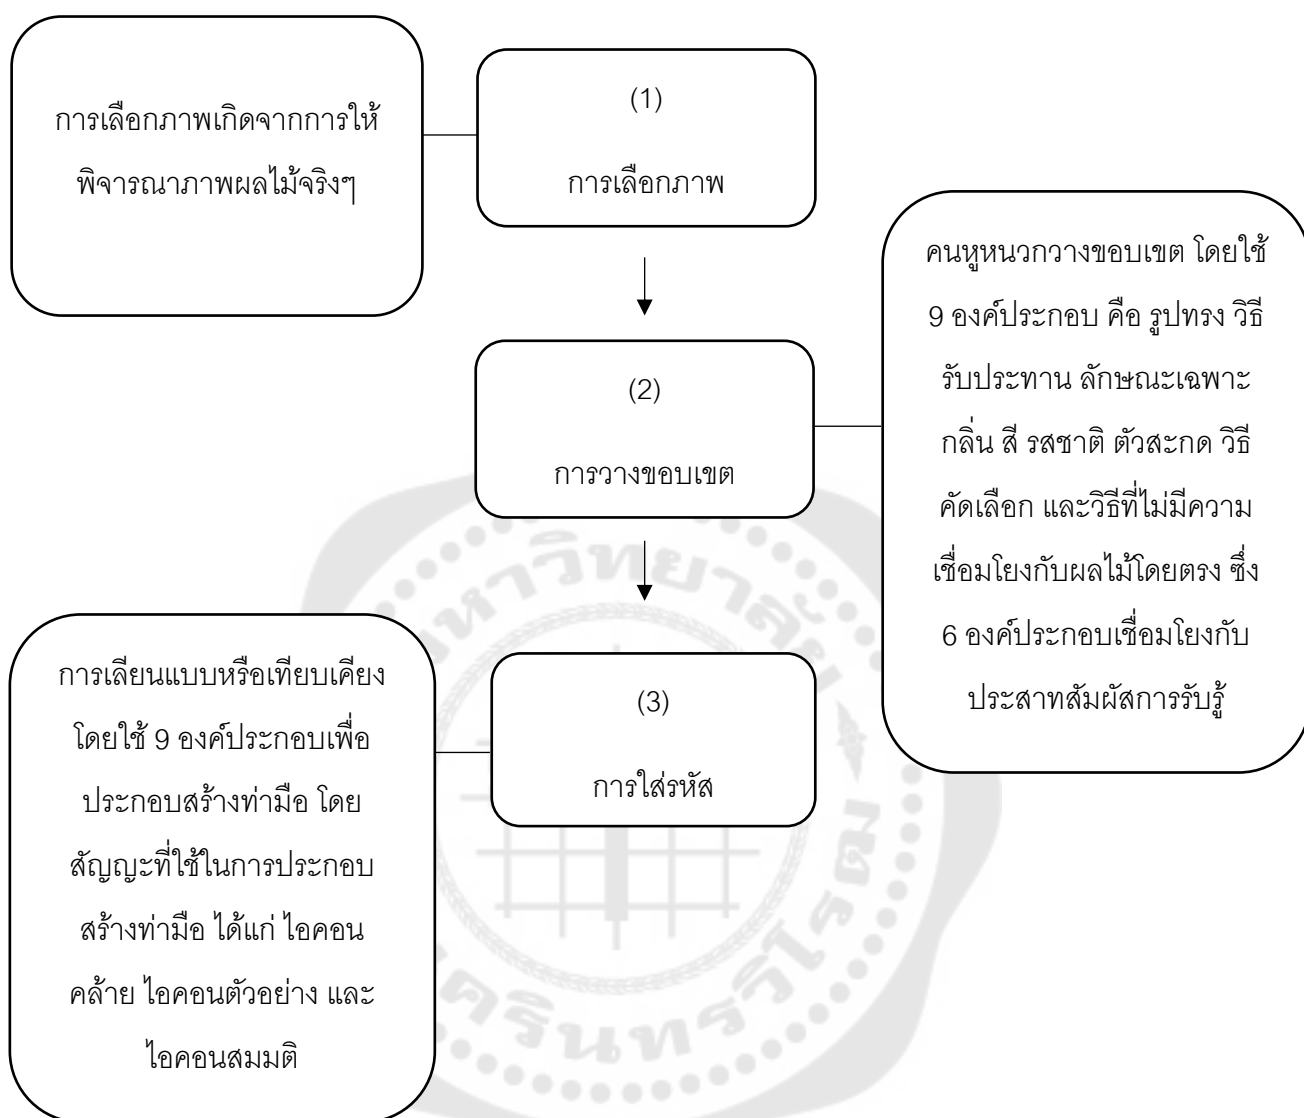 การเลือกภาพเกิดจากการให้
พิจารณาภาพผลไม้จริงๆ
(1)
การเลือกภาพ
คนหูหนวกวางขอบเขต โดยใช้
9 องค์ประกอบ คือ รูปทรง วิธี
รับประทาน ลักษณะเฉพาะ
กลิ่น สี รสชาติ ตัวสะกด วิธี
คัดเลือก และวิธีที่ไม่มีความ
เชื่อมโยงกับผลไม้โดยตรง ซึ่ง
6 องค์ประกอบเชื่อมโยงกับ
ประสาทสัมผัสการรับรู้
(2)
การวางขอบเขต
การเลียนแบบหรือเทียบเคียง
โดยใช้ 9 องค์ประกอบเพื่อ
ประกอบสร้างท่ามือ โดย
สัญญะที่ใช้ในการประกอบ
สร้างท่ามือ ได้แก่ ไอคอน
คล้าย ไอคอนตัวอย่าง และ
ไอคอนสมมติ
(3)
การใส่รหัส